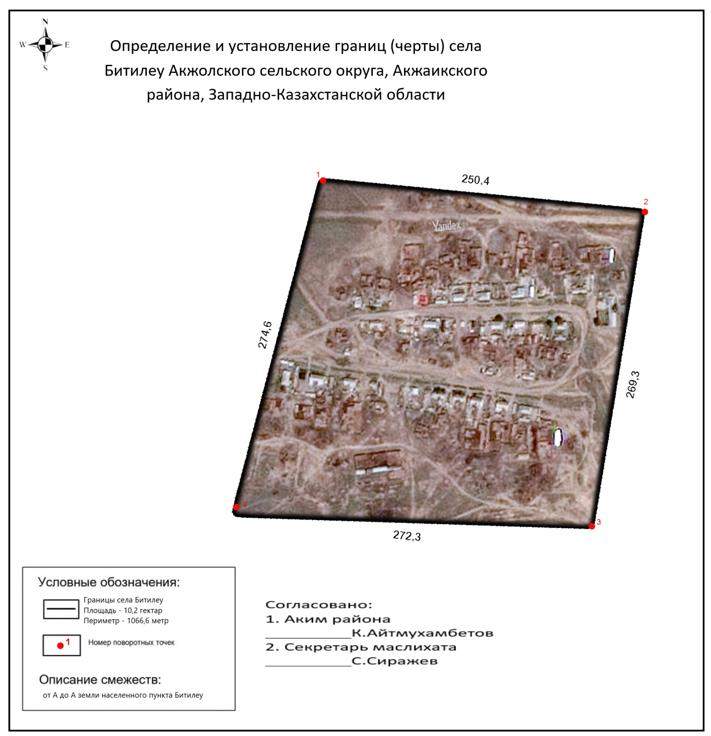 N
W E
S
Определение и установление границ (черты) села
Битилеу Акжолского сельского округа, Акжаикского
района, Западно-Казахстанской области
1
250,4
2
Yandex
274,6
269,3
3
272,3
Условные обозначения:
Границы села Битилеу
Площадь - 10,2 гектар
Периметр - 1066,6 метр
1
Номер поворотных точек
Описание смежеств:
от А до А земли населенного пункта Битилеу
Согласовано:
1. Аким района
____________К.Айтмухамбетов
2. Секретарь маслихата
____________С.Сиражев